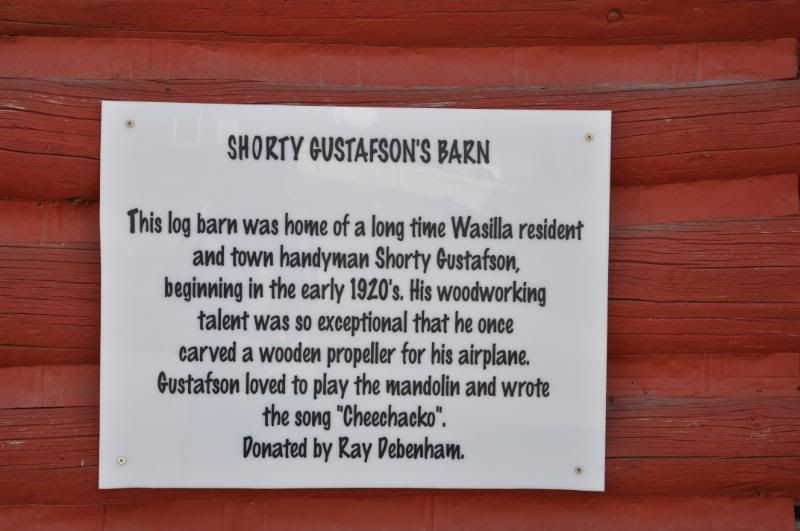 SHORTY GUSTAFSON'S BARN
This log barn was home of a long time Wasilla resident
and town handyman Shorty Gustafson,
beginning in the early 1920's. His woodworking
talent was so exceptional that he once
carved a wooden propeller for his airplane.
Gustafson loved to play the mandolin and wrote
the song "Cheechacko".
Donated by Ray Debenham.